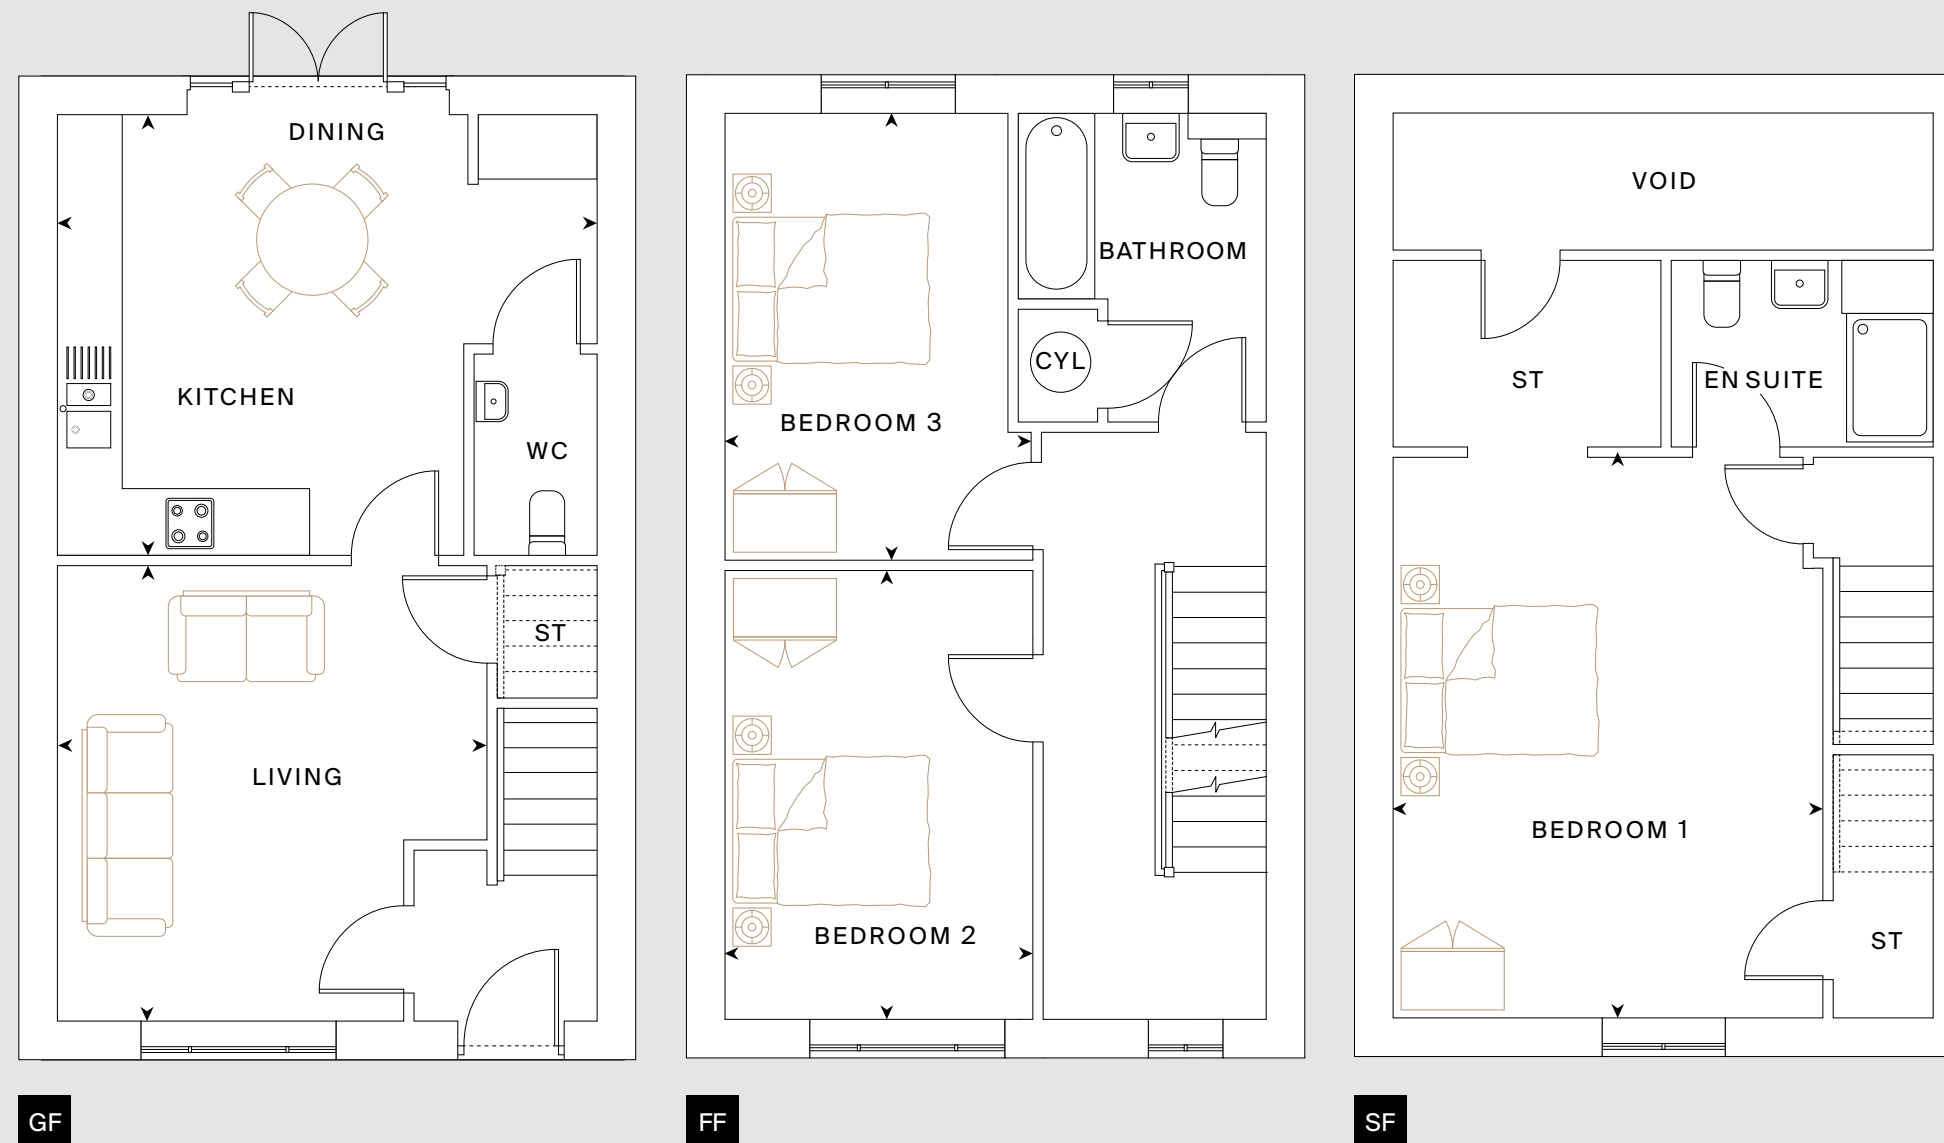 DINING
KITCHEN
WC
ST
LIVING
GF
BATHROOM
CYL
BEDROOM 3
BEDROOM 2
FF
VOID
ST
EN SUITE
BEDROOM 1
ST
SF